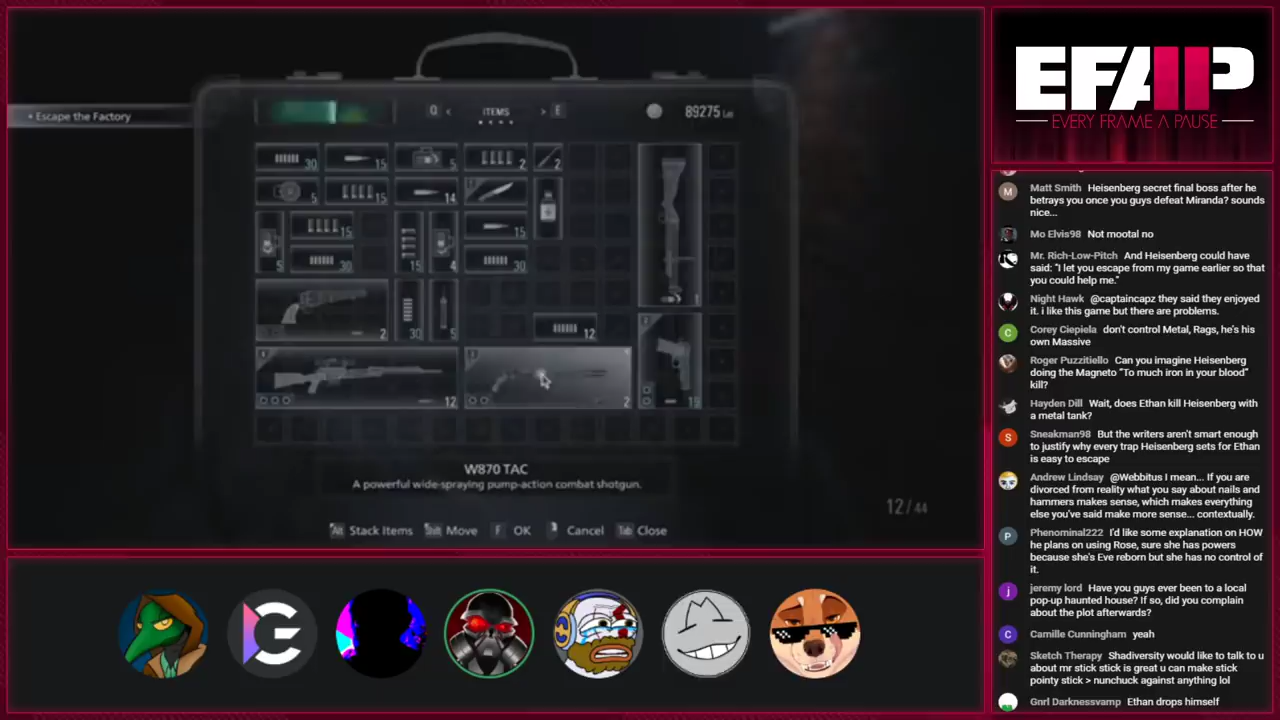 • Escape the Factory
Q < ITEMS > E
89275 Lei
30
15
5
2
2
5
15
14
15
15
5
30
15
4
30
1
2
30
5
12
12
2
19
W870 TAC
A powerful wide-spraying pump-action combat shotgun.
12/44
Alt Stack Items Shift Move F OK Cancel Tab Close
EFAP
EVERY FRAME A PAUSE
Matt Smith Heisenberg secret final boss after he
betrays you once you guys defeat Miranda? sounds
nice...
Mo Elvis98 Not mootal no
Mr. Rich-Low-Pitch And Heisenberg could have
said: "I let you escape from my game earlier so that
you could help me."
Night Hawk @captaincapz they said they enjoyed
it. i like this game but there are problems.
Corey Ciepiela don't control Metal, Rags, he's his
own Massive
Roger Puzzitiello Can you imagine Heisenberg
doing the Magneto "To much iron in your blood"
kill?
Hayden Dill Wait, does Ethan kill Heisenberg with
a metal tank?
Sneakman98 But the writers aren't smart enough
to justify why every trap Heisenberg sets for Ethan
is easy to escape
Andrew Lindsay @Webbitus I mean... If you are
divorced from reality what you say about nails and
hammers makes sense, which makes everything
else you've said make more sense... contextually.
Phenominal222 I'd like some explanation on HOW
he plans on using Rose, sure she has powers
because she's Eve reborn but she has no control of
it.
jeremy lord Have you guys ever been to a local
pop-up haunted house? If so, did you complain
about the plot afterwards?
Camille Cunningham yeah
Sketch Therapy Shadiversity would like to talk to u
about mr stick stick is great u can make stick
pointy stick > nunchuck against anything lol
Gnrl Darknessvamp Ethan drops himself